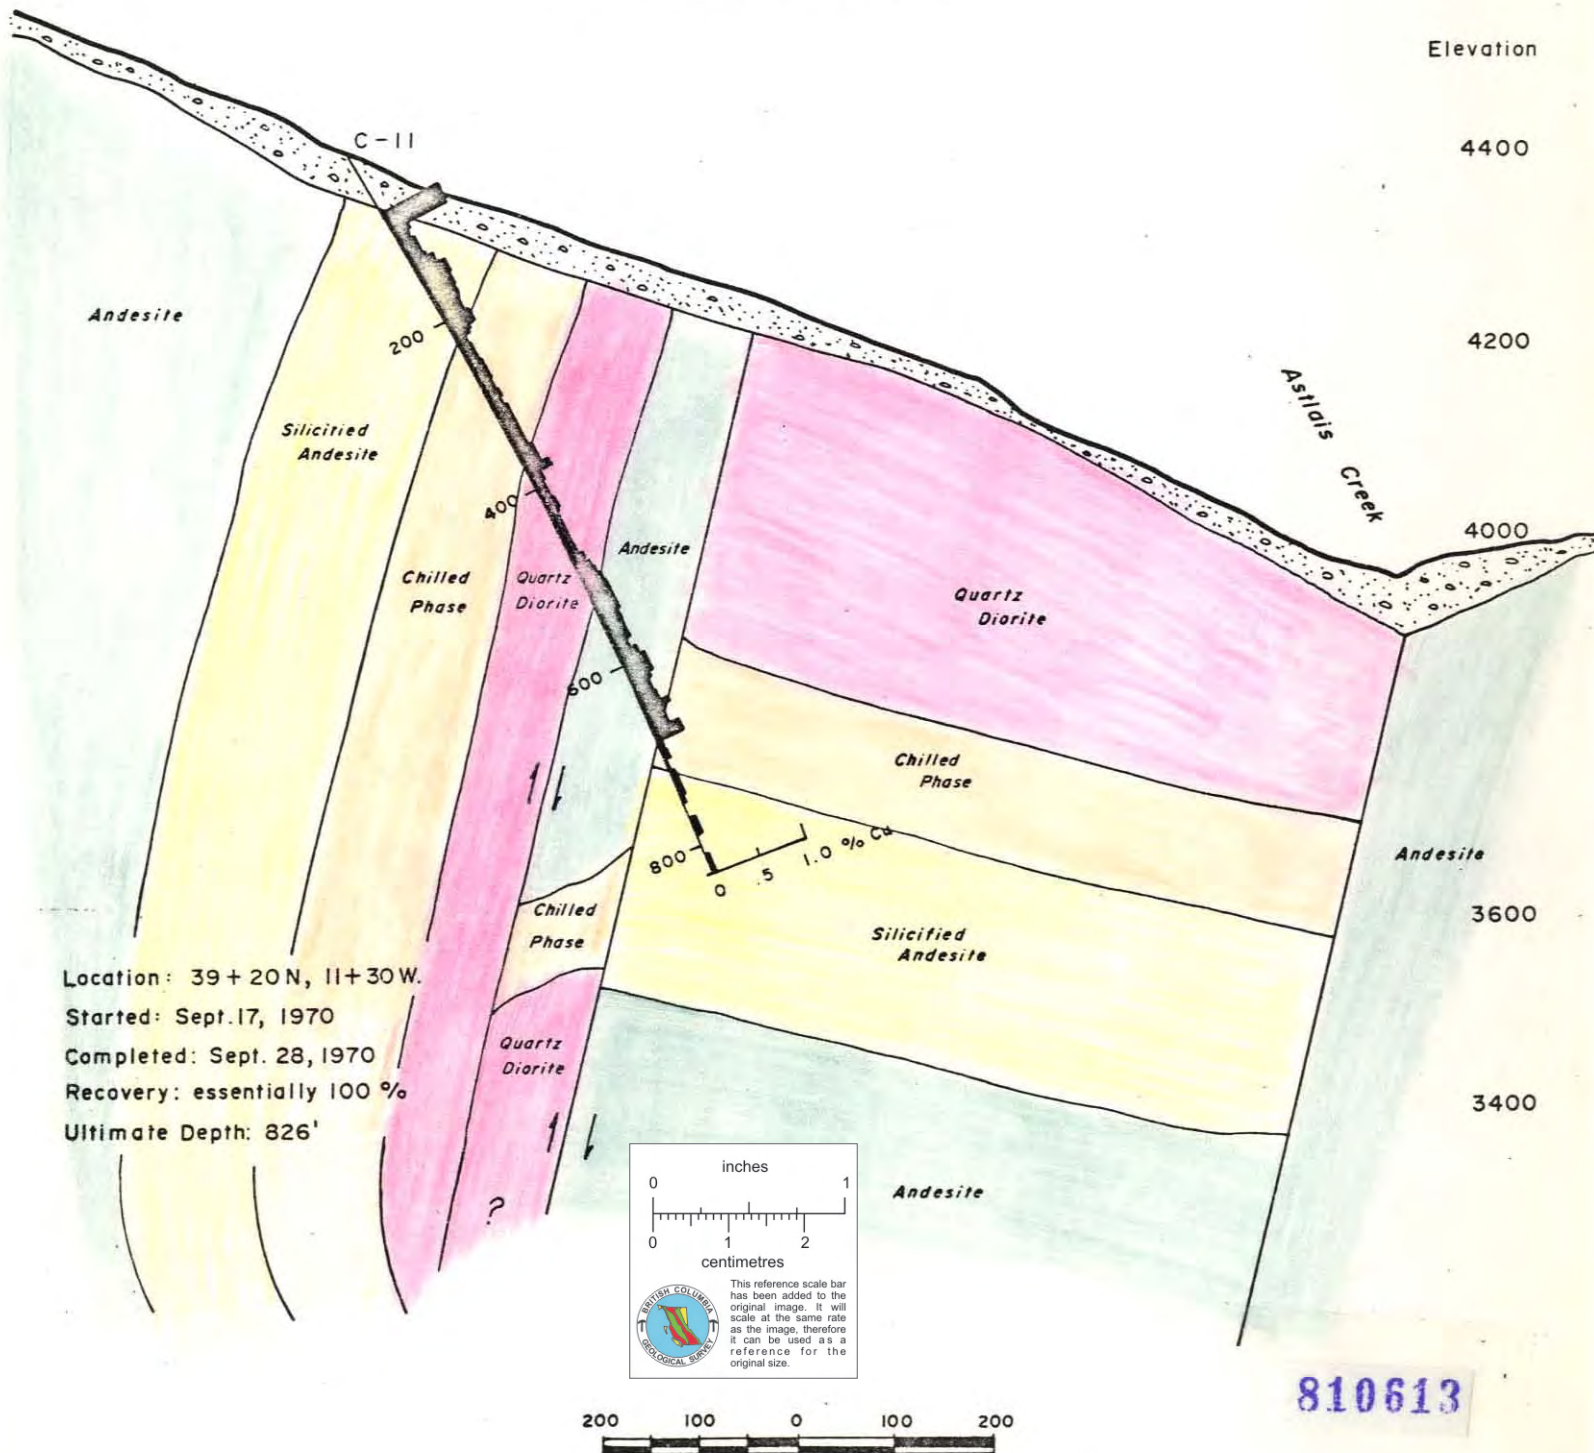 Elevation
C-11
4400
Andesite
200
4200
Silicified
Andesite
Astlais Creek
400
4000
Andesite
Chilled
Phase
Quartz
Diorite
Quartz
Diorite
600
Chilled
Phase
800
0 .5 1.0 % Cu
Andesite
Chilled
Phase
3600
Silicified
Andesite
Location: 39+20N, 11+30W.
Started: Sept.17, 1970
Completed: Sept. 28, 1970
Recovery: essentially 100 %
Ultimate Depth: 826'
Quartz
Diorite
3400
?
Andesite
inches
0 1
0 1 2
centimetres
BRITISH COLUMBIA
GEOLOGICAL SURVEY
This reference scale bar
has been added to the
original image. It will
scale at the same rate
as the image, therefore
it can be used as a
reference for the
original size.
810613
200 100 0 100 200